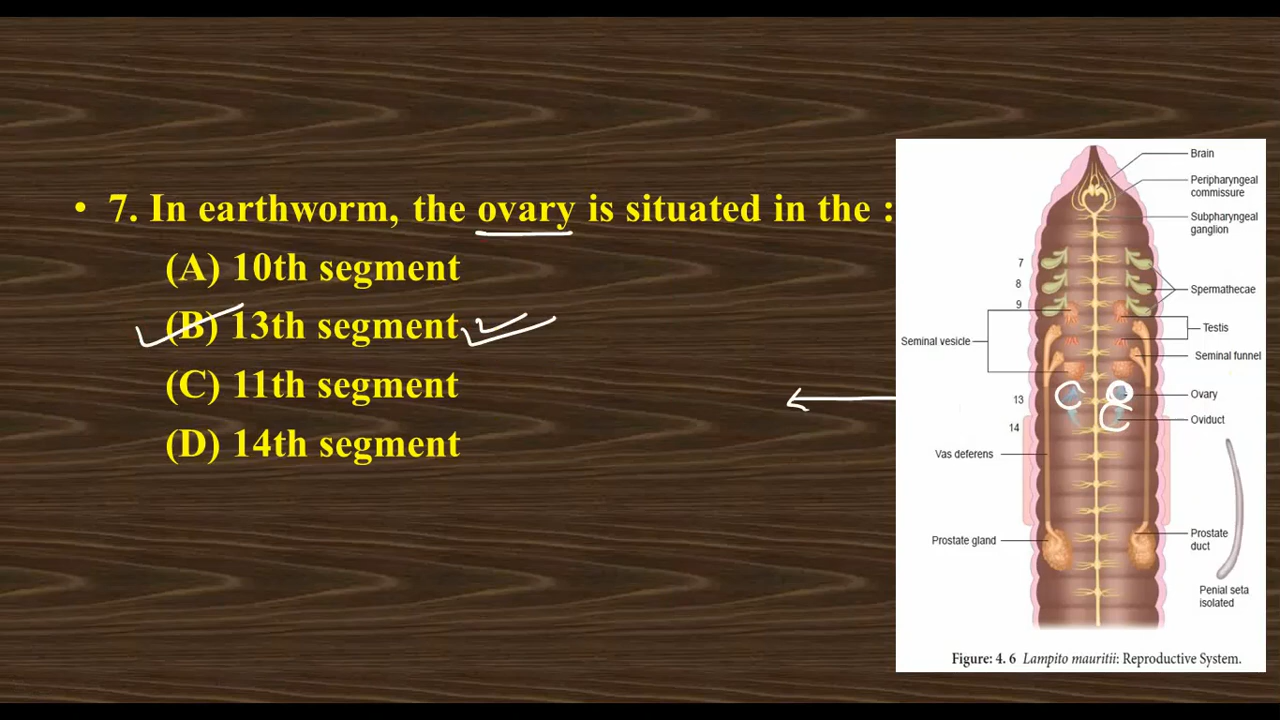 • 7. In earthworm, the ovary is situated in the :
(A) 10th segment
(B) 13th segment
(C) 11th segment
(D) 14th segment
Brain
Peripharyngeal
commissure
Subpharyngeal
ganglion
7
8
9
Spermathecae
Testis
Seminal vesicle
Seminal funnel
13
Ovary
14
Oviduct
Vas deferens
Prostate gland
Prostate
duct
Penial seta
isolated
Figure: 4. 6 Lampito mauritii: Reproductive System.